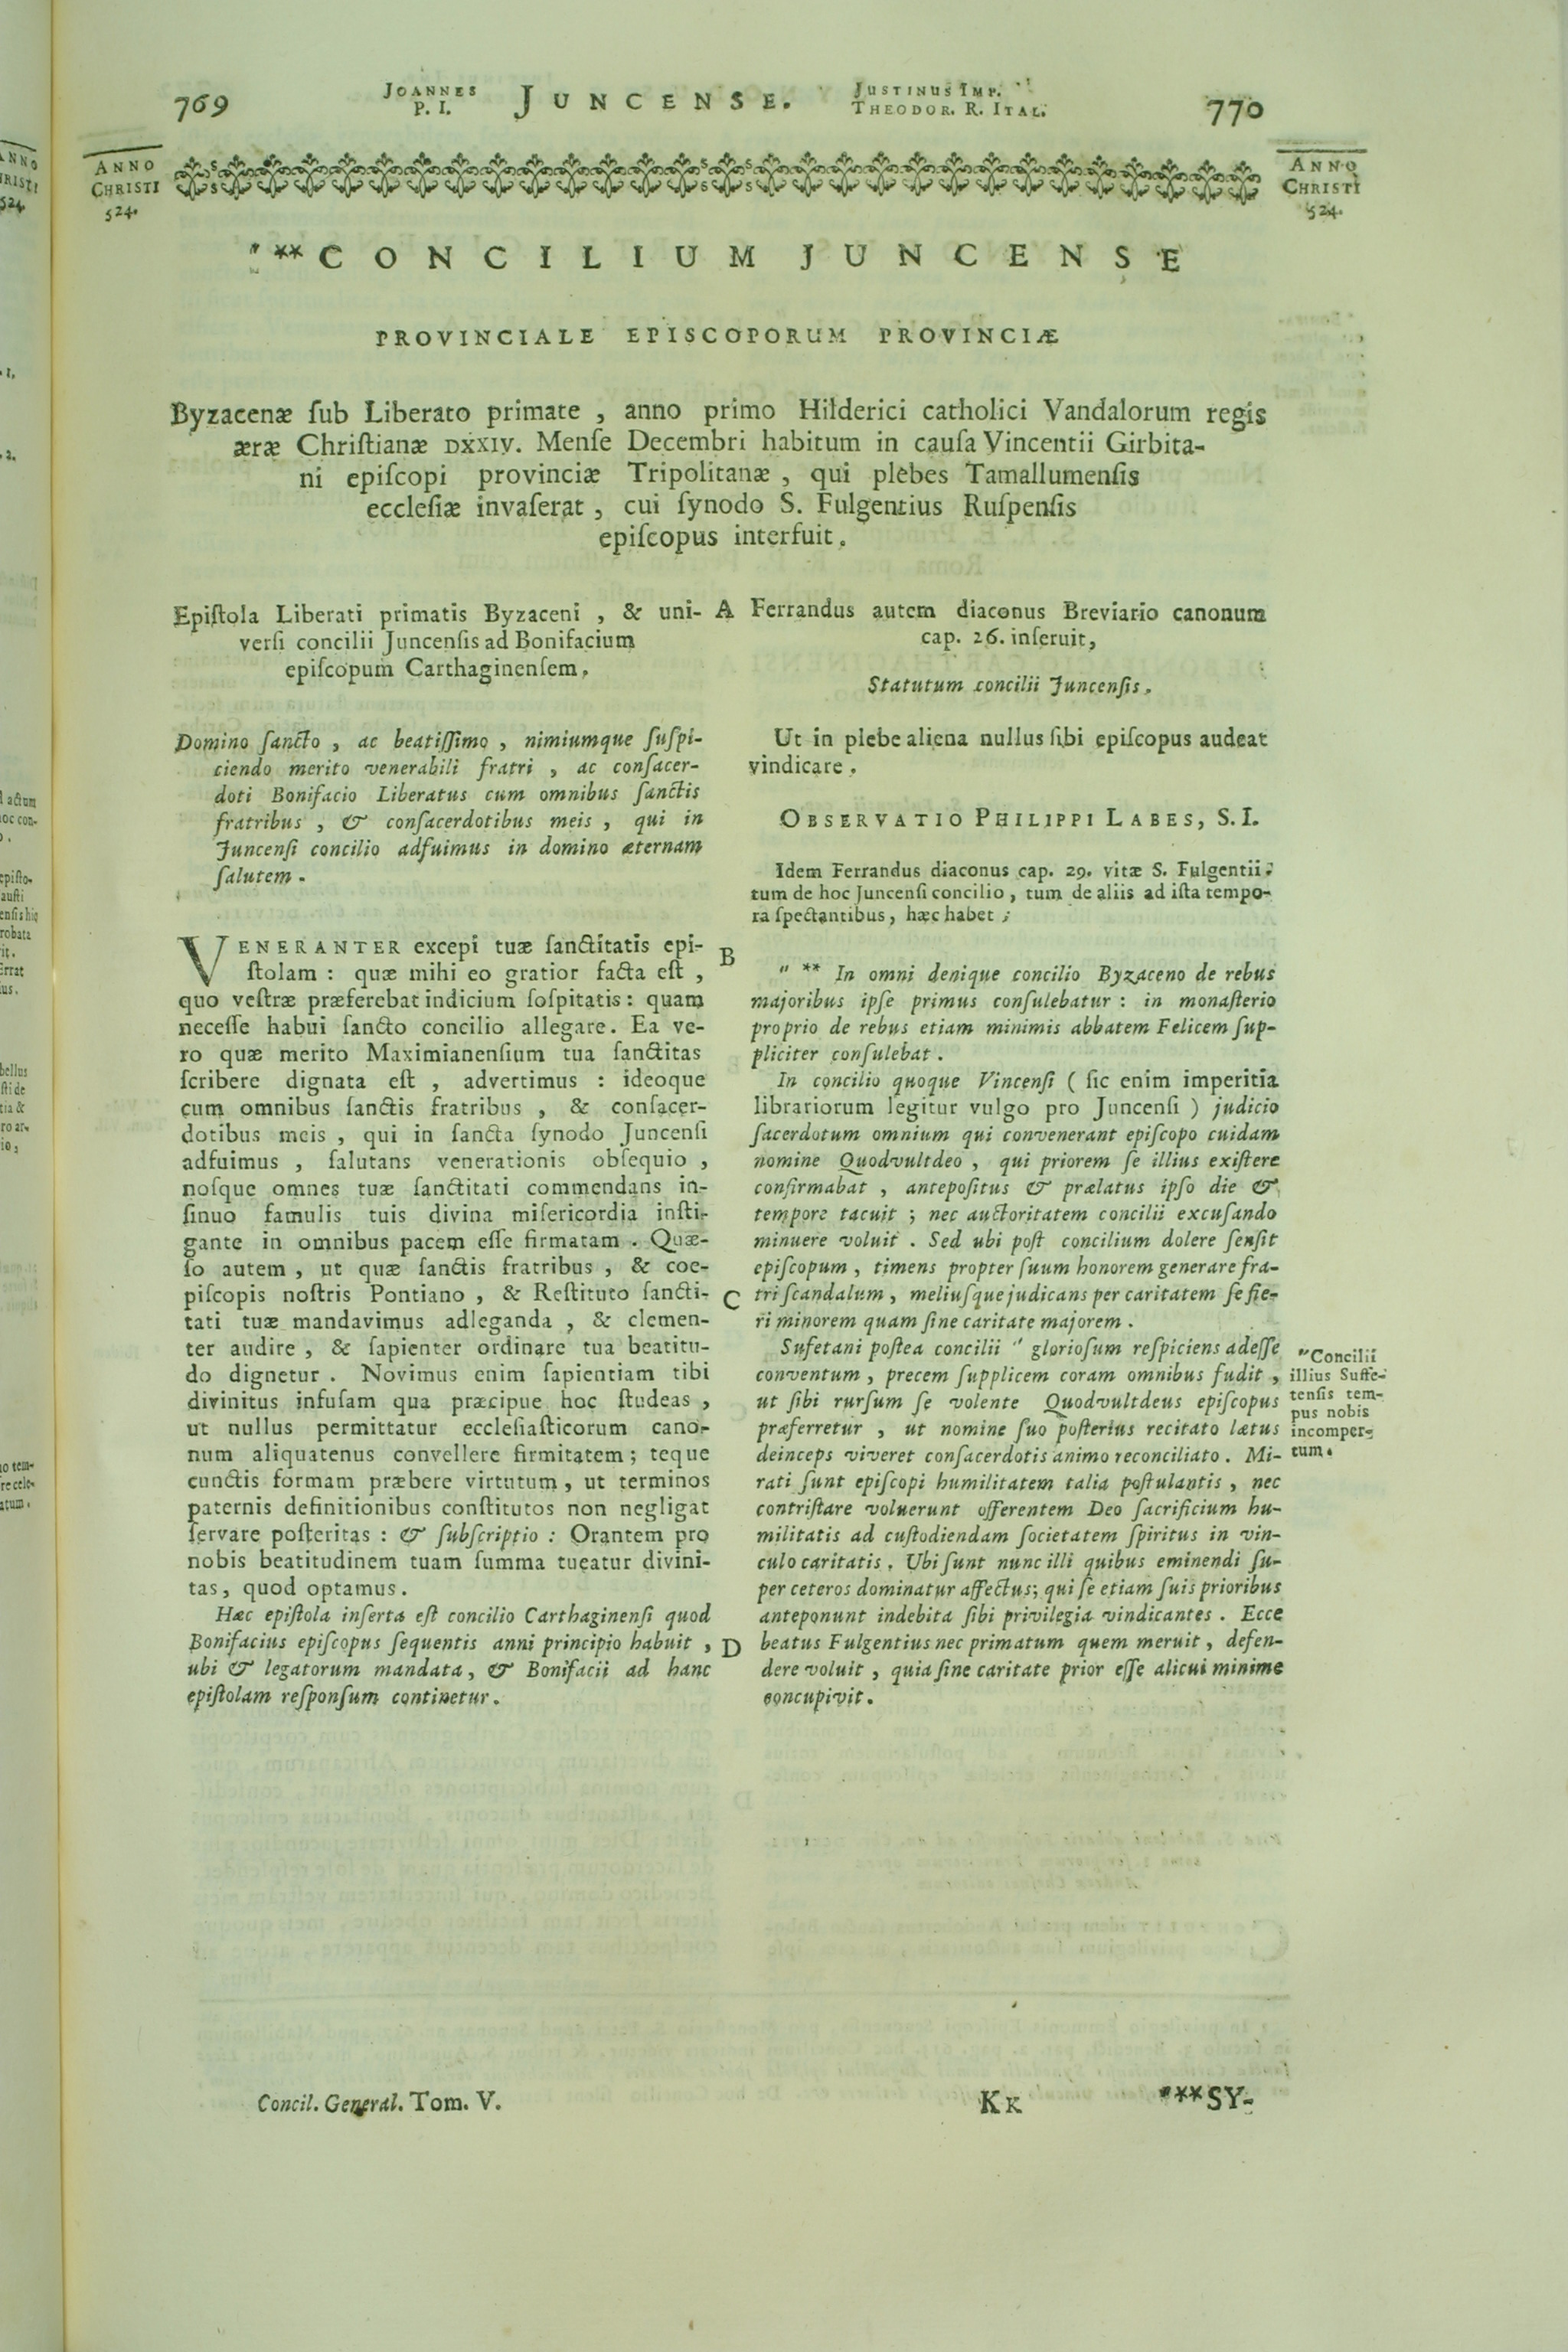 769 JOANNES P. I. JUNCENSE. JUSTINUS IMP. THEODOR. R. ITAL. 770
ANNO CHRISTI 524.
ANNO CHRISTI 524.
** CONCILIUM JUNCENSE
PROVINCIALE EPISCOPORUM PROVINCIÆ
Byzacenæ ſub Liberato primate , anno primo Hilderici catholici Vandalorum regis
æræ Chriſtianæ DXXIV. Menſe Decembri habitum in cauſa Vincentii Girbita-
ni epiſcopi provinciæ Tripolitanæ , qui plebes Tamallumenſis
eccleſiæ invaſerat , cui ſynodo S. Fulgentius Ruſpenſis
epiſcopus interfuit .
Epiſtola Liberati primatis Byzaceni , & uni-
verſi concilii Juncenſis ad Bonifacium
epiſcopum Carthaginenſem .
Domino ſancto , ac beatiſſimo , nimiumque ſuſpi-
ciendo merito venerabili fratri , ac conſacer-
doti Bonifacio Liberatus cum omnibus ſanctis
fratribus , & conſacerdotibus meis , qui in
Juncenſi concilio adfuimus in domino æternam
ſalutem .
VENERANTER excepi tuæ ſanctitatis epi-
ſtolam : quæ mihi eo gratior facta eſt ,
quo veſtræ præferebat indicium ſoſpitatis : quam
neceſſe habui ſancto concilio allegare . Ea ve-
ro quæ merito Maximianenſium tua ſanctitas
ſcribere dignata eſt , advertimus : ideoque
cum omnibus ſanctis fratribus , & conſacer-
dotibus meis , qui in ſancta ſynodo Juncenſi
adfuimus , ſalutans venerationis obſequio ,
noſque omnes tuæ ſanctitati commendans in-
ſinuo famulis tuis divina miſericordia inſti-
gante in omnibus pacem eſſe firmatam . Quæ-
ſo autem , ut quæ ſanctis fratribus , & coe-
piſcopis noſtris Pontiano , & Reſtituto ſancti-
tati tuæ mandavimus adleganda , & clemen-
ter audire , & ſapienter ordinare tua beatitu-
do dignetur . Novimus enim ſapientiam tibi
divinitus infuſam qua præcipue hoc ſtudeas ,
ut nullus permittatur eccleſiaſticorum cano-
num aliquatenus convellere firmitatem ; teque
cunctis formam præbere virtutum , ut terminos
paternis definitionibus conſtitutos non negligat
ſervare poſteritas : & ſubſcriptio : Orantem pro
nobis beatitudinem tuam ſumma tueatur divini-
tas , quod optamus .
Hæc epiſtola inſerta eſt concilio Carthaginenſi quod
Bonifacius epiſcopus ſequentis anni principio habuit ,
ubi & legatorum mandata , & Bonifacii ad hanc
epiſtolam reſponſum continetur .
A
B
C
D
Ferrandus autem diaconus Breviario canonum
cap. 26. inſeruit,
Statutum concilii Juncenſis .
Ut in plebe aliena nullus ſibi epiſcopus audeat
vindicare .
OBSERVATIO PHILIPPI LABES, S. I.
Idem Ferrandus diaconus cap. 29. vitæ S. Fulgentii
tum de hoc Juncenſi concilio , tum de aliis ad iſta tempo-
ra ſpectantibus , hæc habet ;
" ** In omni denique concilio Byzaceno de rebus
majoribus ipſe primus conſulebatur : in monaſterio
proprio de rebus etiam minimis abbatem Felicem ſup-
pliciter conſulebat .
In concilio quoque Vincenſi ( ſic enim imperitia
librariorum legitur vulgo pro Juncenſi ) judicio
ſacerdotum omnium qui convenerant epiſcopo cuidam
nomine Quodvultdeo , qui priorem ſe illius exiſtere
confirmabat , antepoſitus & prælatus ipſo die &
tempore tacuit ; nec auctoritatem concilii excuſando
minuere voluit . Sed ubi poſt concilium dolere ſenſit
epiſcopum , timens propter ſuum honorem generare fra-
tri ſcandalum , meliuſque judicans per caritatem ſe fie-
ri minorem quam ſine caritate majorem .
Sufetani poſtea concilii " glorioſum reſpiciens adeſſe
conventum , precem ſupplicem coram omnibus fudit ,
ut ſibi rurſum ſe volente Quodvultdeus epiſcopus
præferretur , ut nomine ſuo poſterius recitato lætus
deinceps viveret conſacerdotis animo reconciliato . Mi-
rati ſunt epiſcopi humilitatem talia poſtulantis , nec
contriſtare voluerunt offerentem Deo ſacrificium hu-
militatis ad cuſtodiendam ſocietatem ſpiritus in vin-
culo caritatis . Ubi ſunt nunc illi quibus eminendi ſu-
per ceteros dominatur affectus ; qui ſe etiam ſuis prioribus
anteponunt indebita ſibi privilegia vindicantes . Ecce
beatus Fulgentius nec primatum quem meruit , defen-
dere voluit , quia ſine caritate prior eſſe alicui minime
concupivit .
"Concilii
illius Suffe-
tenſis tem-
pus nobis
incomper-
tum .
Concil. General. Tom. V. KK ***SY-